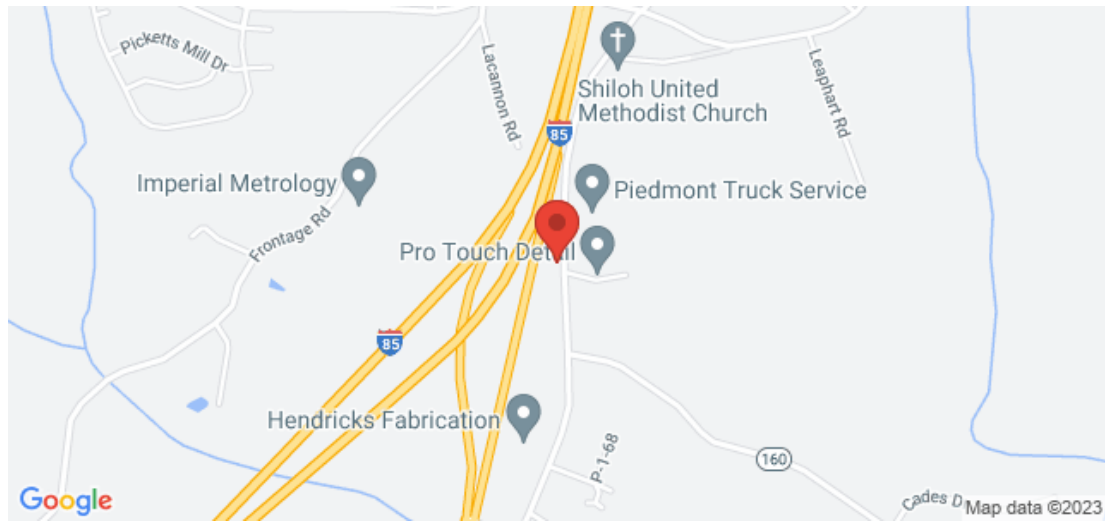 Picketts Mill Dr
Lacannon Rd
Leaphart Rd
Shiloh United
Methodist Church
85
Imperial Metrology
Piedmont Truck Service
Frontage Rd
Pro Touch Detail
85
Hendricks Fabrication
P-1-68
160
Cades D
Google
Map data ©2023